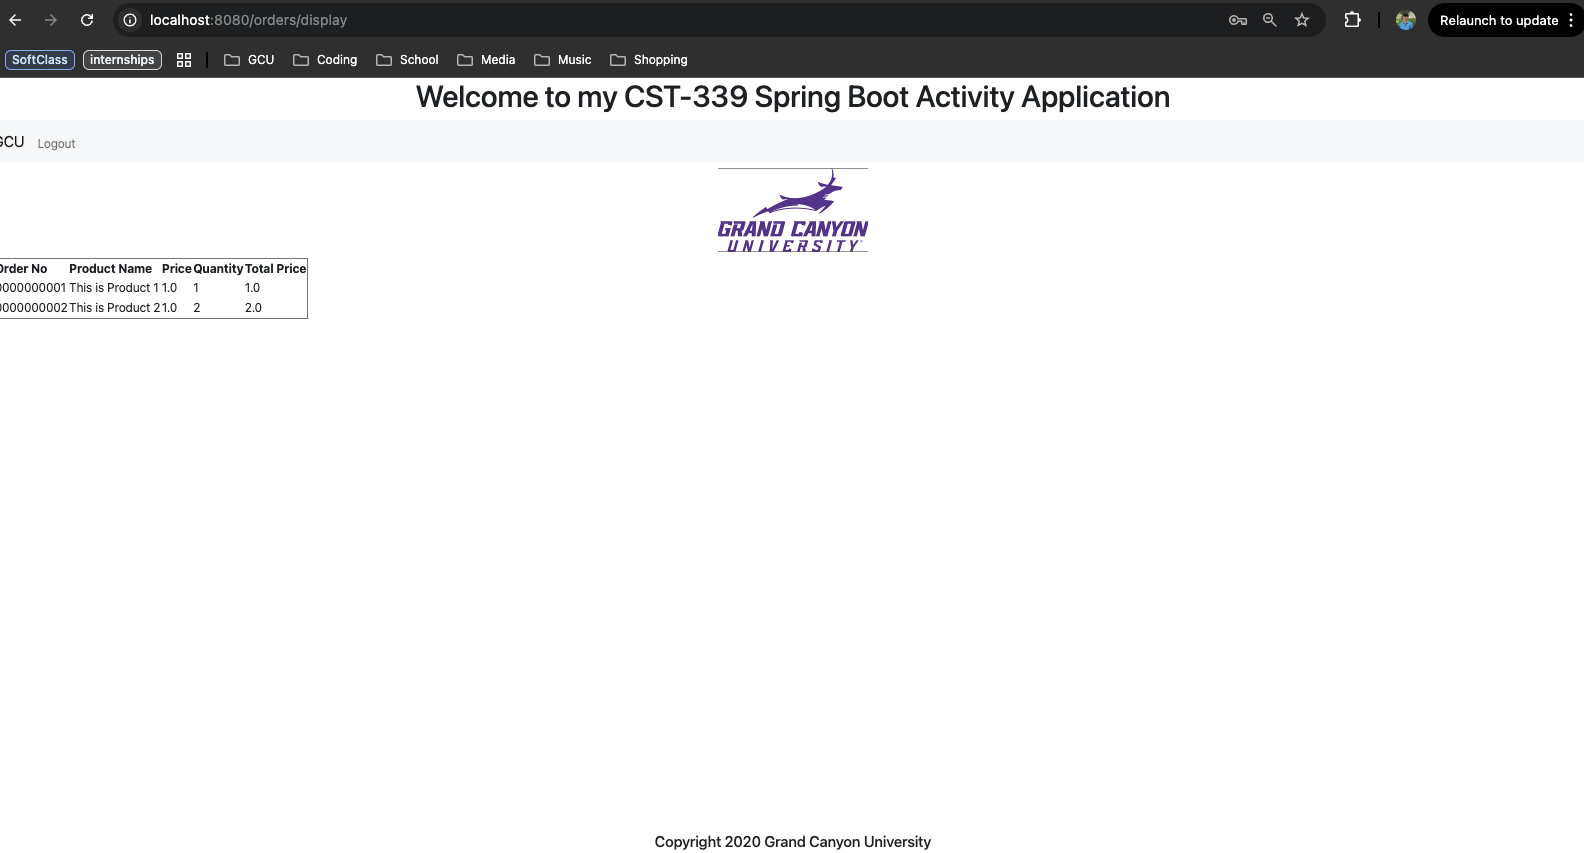 localhost:8080/orders/display
Relaunch to update
SoftClass internships GCU Coding School Media Music Shopping
Welcome to my CST-339 Spring Boot Activity Application
GCU Logout
GRAND CANYON
UNIVERSITY
Order No Product Name Price Quantity Total Price
0000000001 This is Product 1 1.0 1 1.0
0000000002 This is Product 2 1.0 2 2.0
Copyright 2020 Grand Canyon University